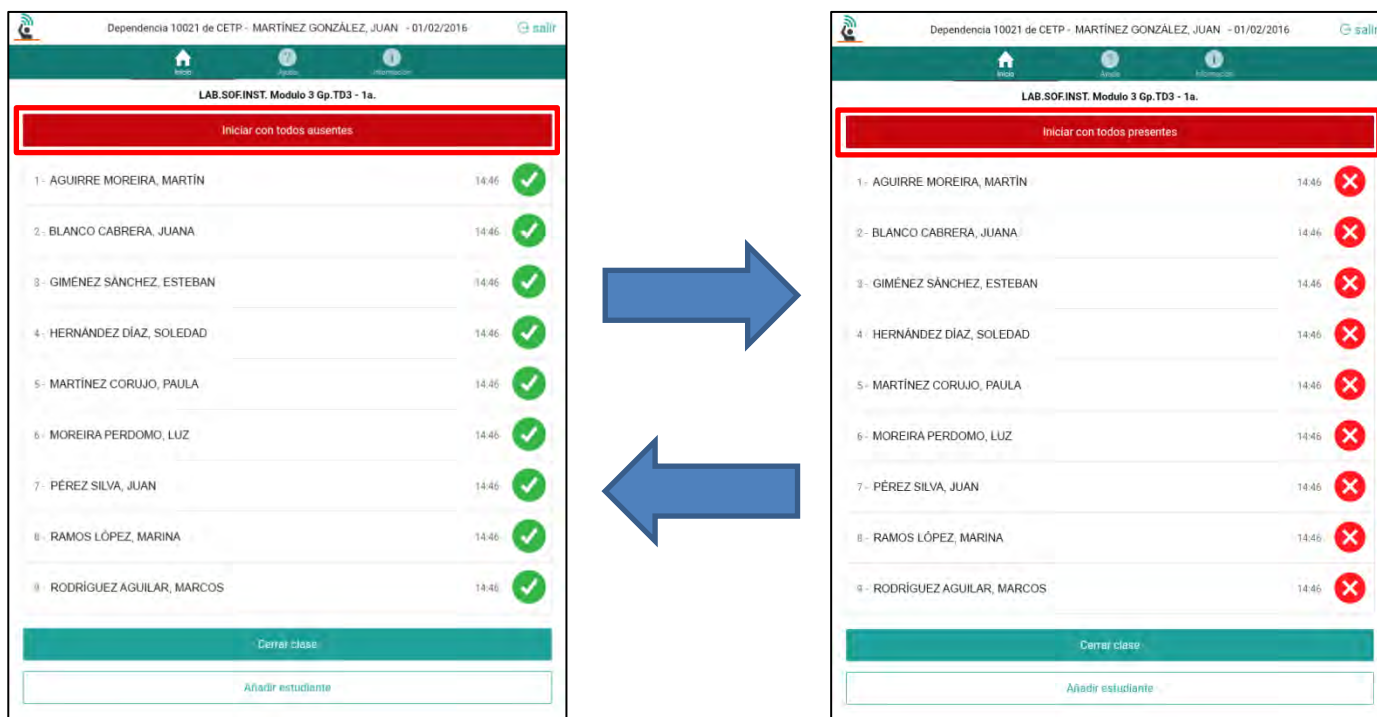 Dependencia 10021 de CETP - MARTÍNEZ GONZÁLEZ, JUAN - 01/02/2016 salir
Inicio Ayuda Información
LAB.SOF.INST. Modulo 3 Gp.TD3 - 1a.
Iniciar con todos ausentes
1 - AGUIRRE MOREIRA, MARTÍN 14:46
2 - BLANCO CABRERA, JUANA 14:46
3 - GIMÉNEZ SÁNCHEZ, ESTEBAN 14:46
4 - HERNÁNDEZ DÍAZ, SOLEDAD 14:46
5 - MARTÍNEZ CORUJO, PAULA 14:46
6 - MOREIRA PERDOMO, LUZ 14:46
7 - PÉREZ SILVA, JUAN 14:46
8 - RAMOS LÓPEZ, MARINA 14:46
9 - RODRÍGUEZ AGUILAR, MARCOS 14:46
Cerrar clase
Añadir estudiante
Dependencia 10021 de CETP - MARTÍNEZ GONZÁLEZ, JUAN - 01/02/2016 salir
Inicio Ayuda Información
LAB.SOF.INST. Modulo 3 Gp.TD3 - 1a.
Iniciar con todos presentes
1 - AGUIRRE MOREIRA, MARTÍN 14:46
2 - BLANCO CABRERA, JUANA 14:46
3 - GIMÉNEZ SÁNCHEZ, ESTEBAN 14:46
4 - HERNÁNDEZ DÍAZ, SOLEDAD 14:46
5 - MARTÍNEZ CORUJO, PAULA 14:46
6 - MOREIRA PERDOMO, LUZ 14:46
7 - PÉREZ SILVA, JUAN 14:46
8 - RAMOS LÓPEZ, MARINA 14:46
9 - RODRÍGUEZ AGUILAR, MARCOS 14:46
Cerrar clase
Añadir estudiante